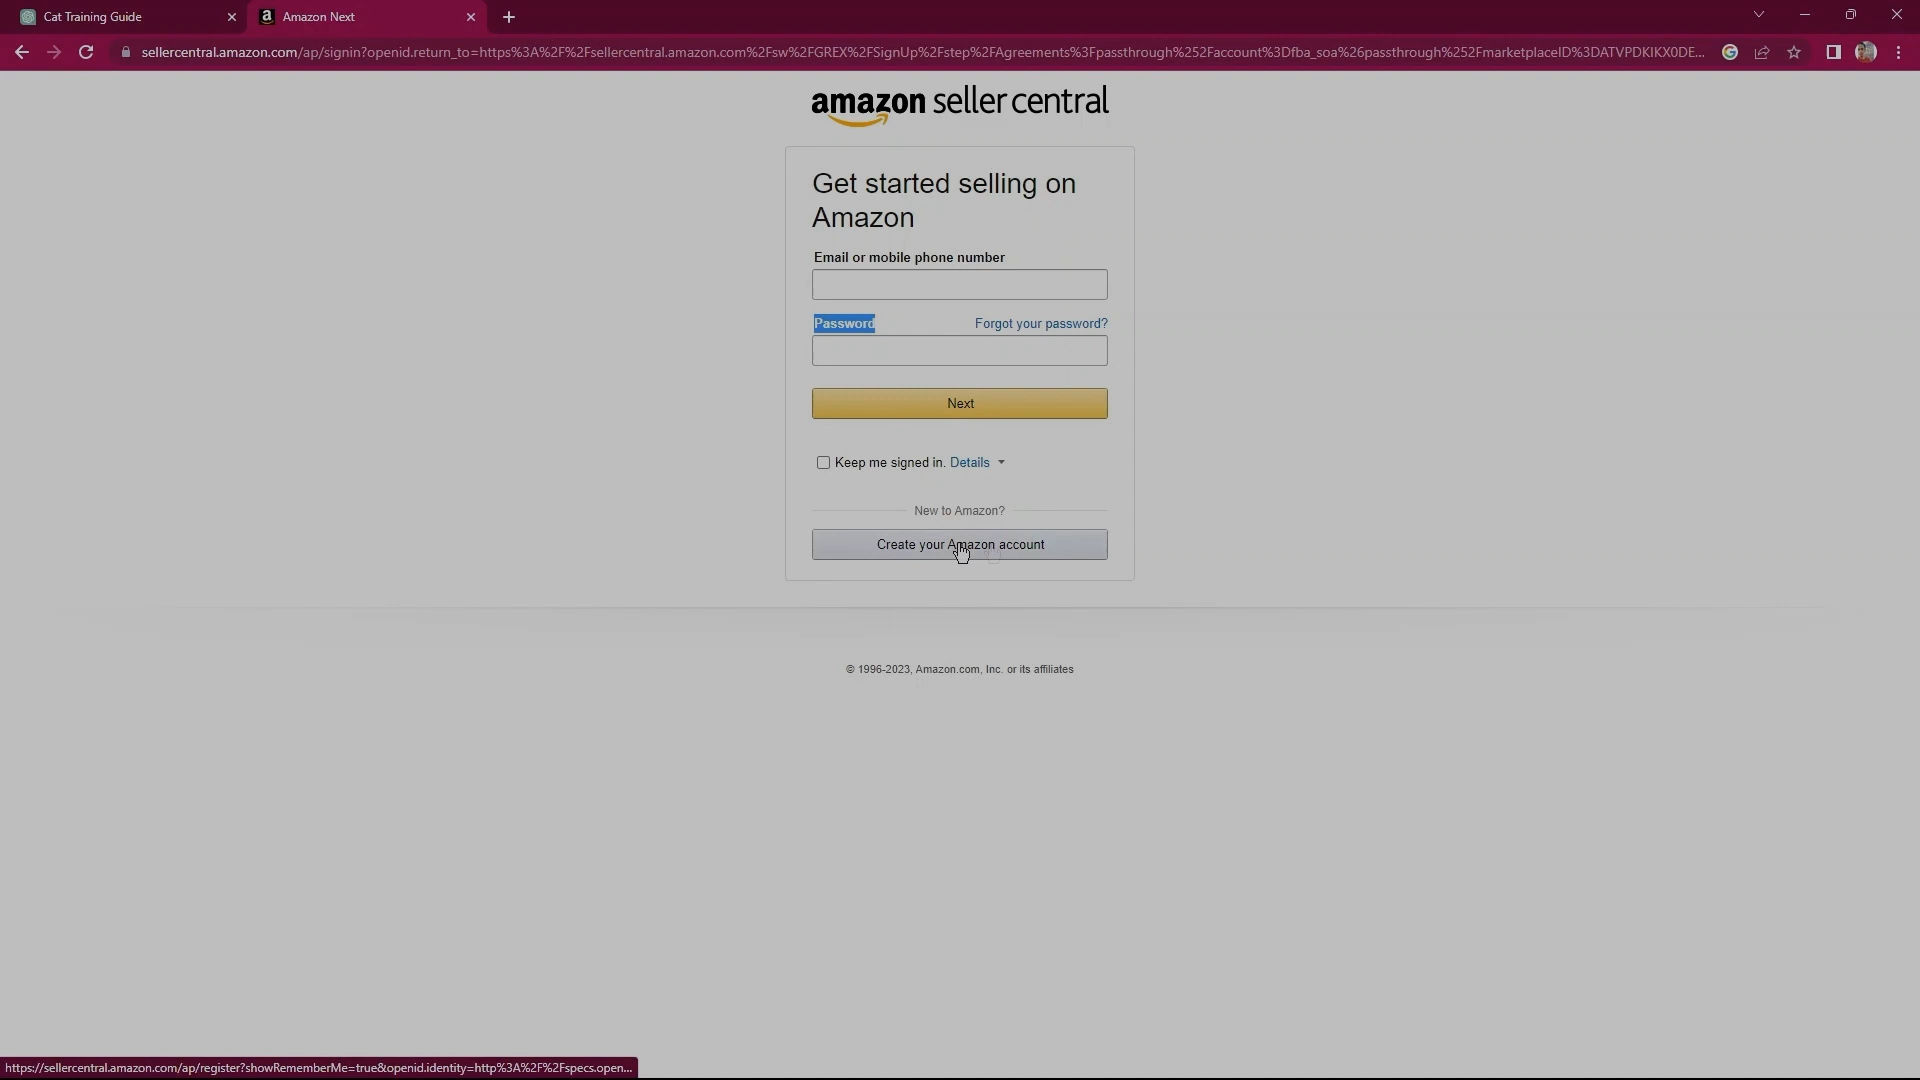 Cat Training Guide
Amazon Next
sellercentral.amazon.com/ap/signin?openid.return_to=https%3A%2F%2Fsellercentral.amazon.com%2Fsw%2FGREX%2FSignUp%2Fstep%2FAgreements%3Fpassthrough%252Faccount%3Dfba_soa%26passthrough%252FmarketplaceID%3DATVPDKIKX0DE...
amazon seller central
Get started selling on
Amazon
Email or mobile phone number
Password Forgot your password?
Next
Keep me signed in. Details
New to Amazon?
Create your Amazon account
© 1996-2023, Amazon.com, Inc. or its affiliates
https://sellercentral.amazon.com/ap/register?showRememberMe=true&openid.identity=http%3A%2F%2Fspecs.open...